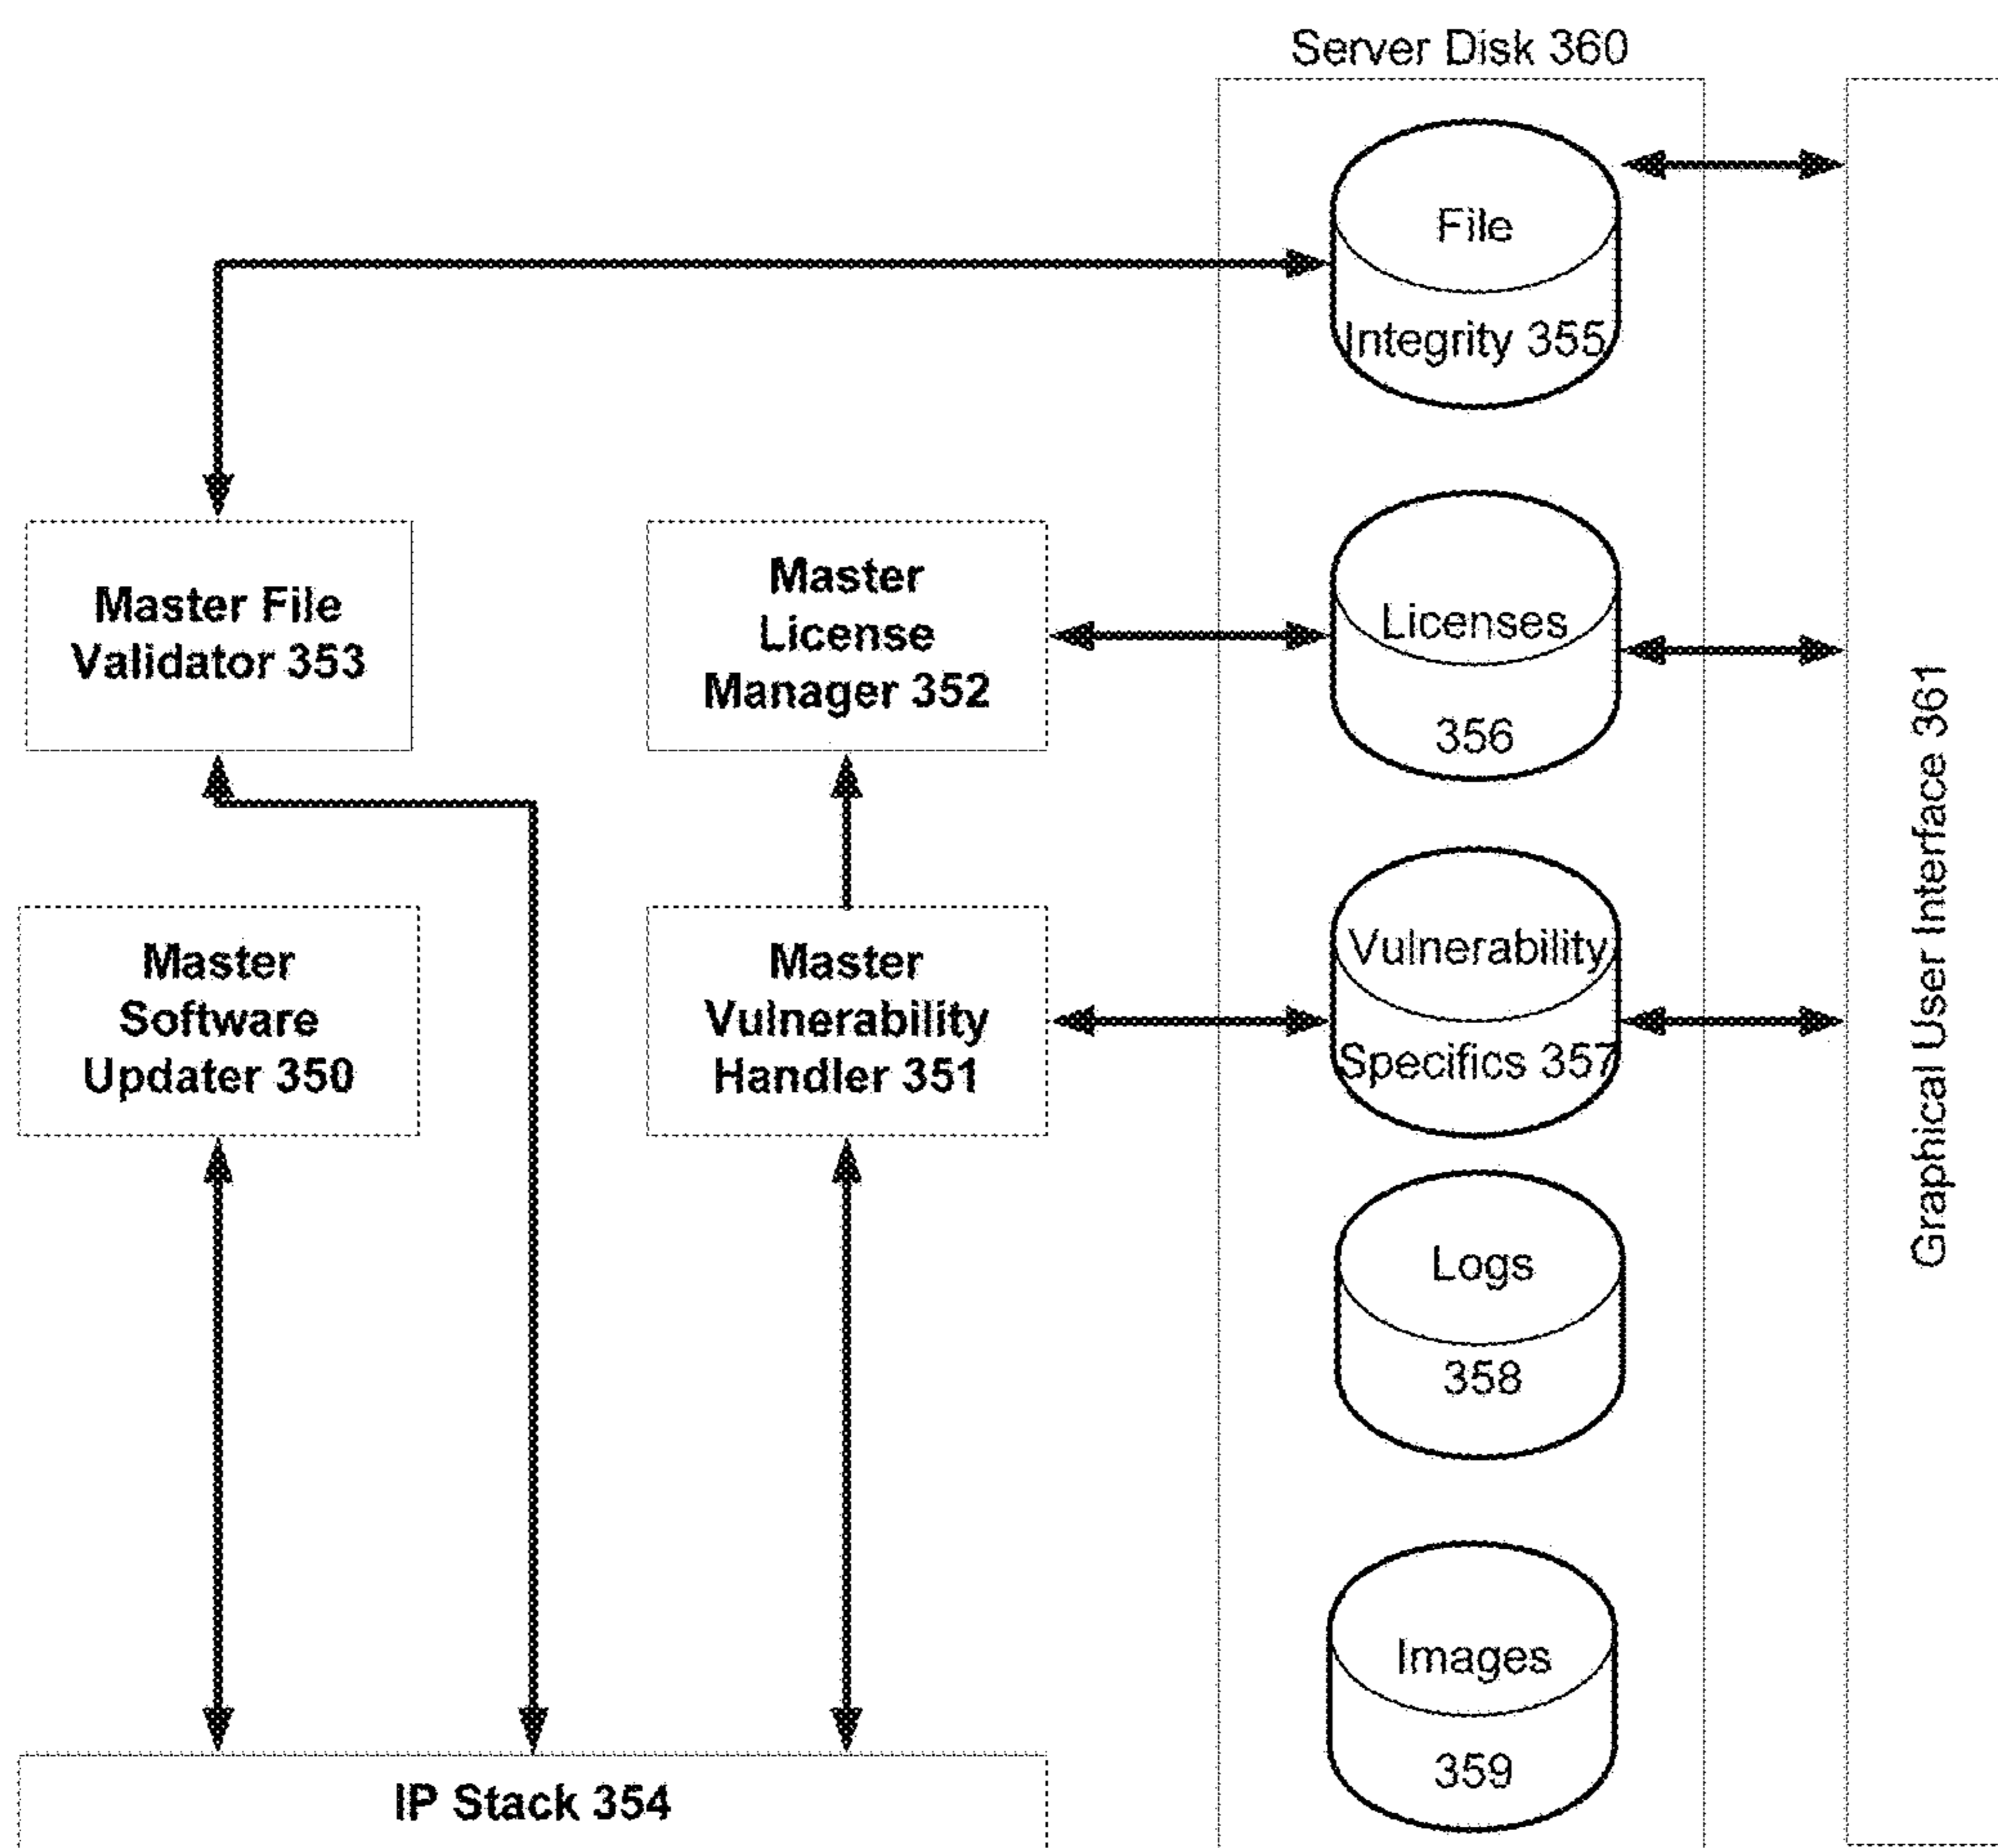 Server Disk 360
File
Integrity 355
Master File
Validator 353
Master
License
Manager 352
Licenses
356
Graphical User Interface 361
Master
Software
Updater 350
Master
Vulnerability
Handler 351
Vulnerability
Specifics 357
Logs
358
Images
359
IP Stack 354